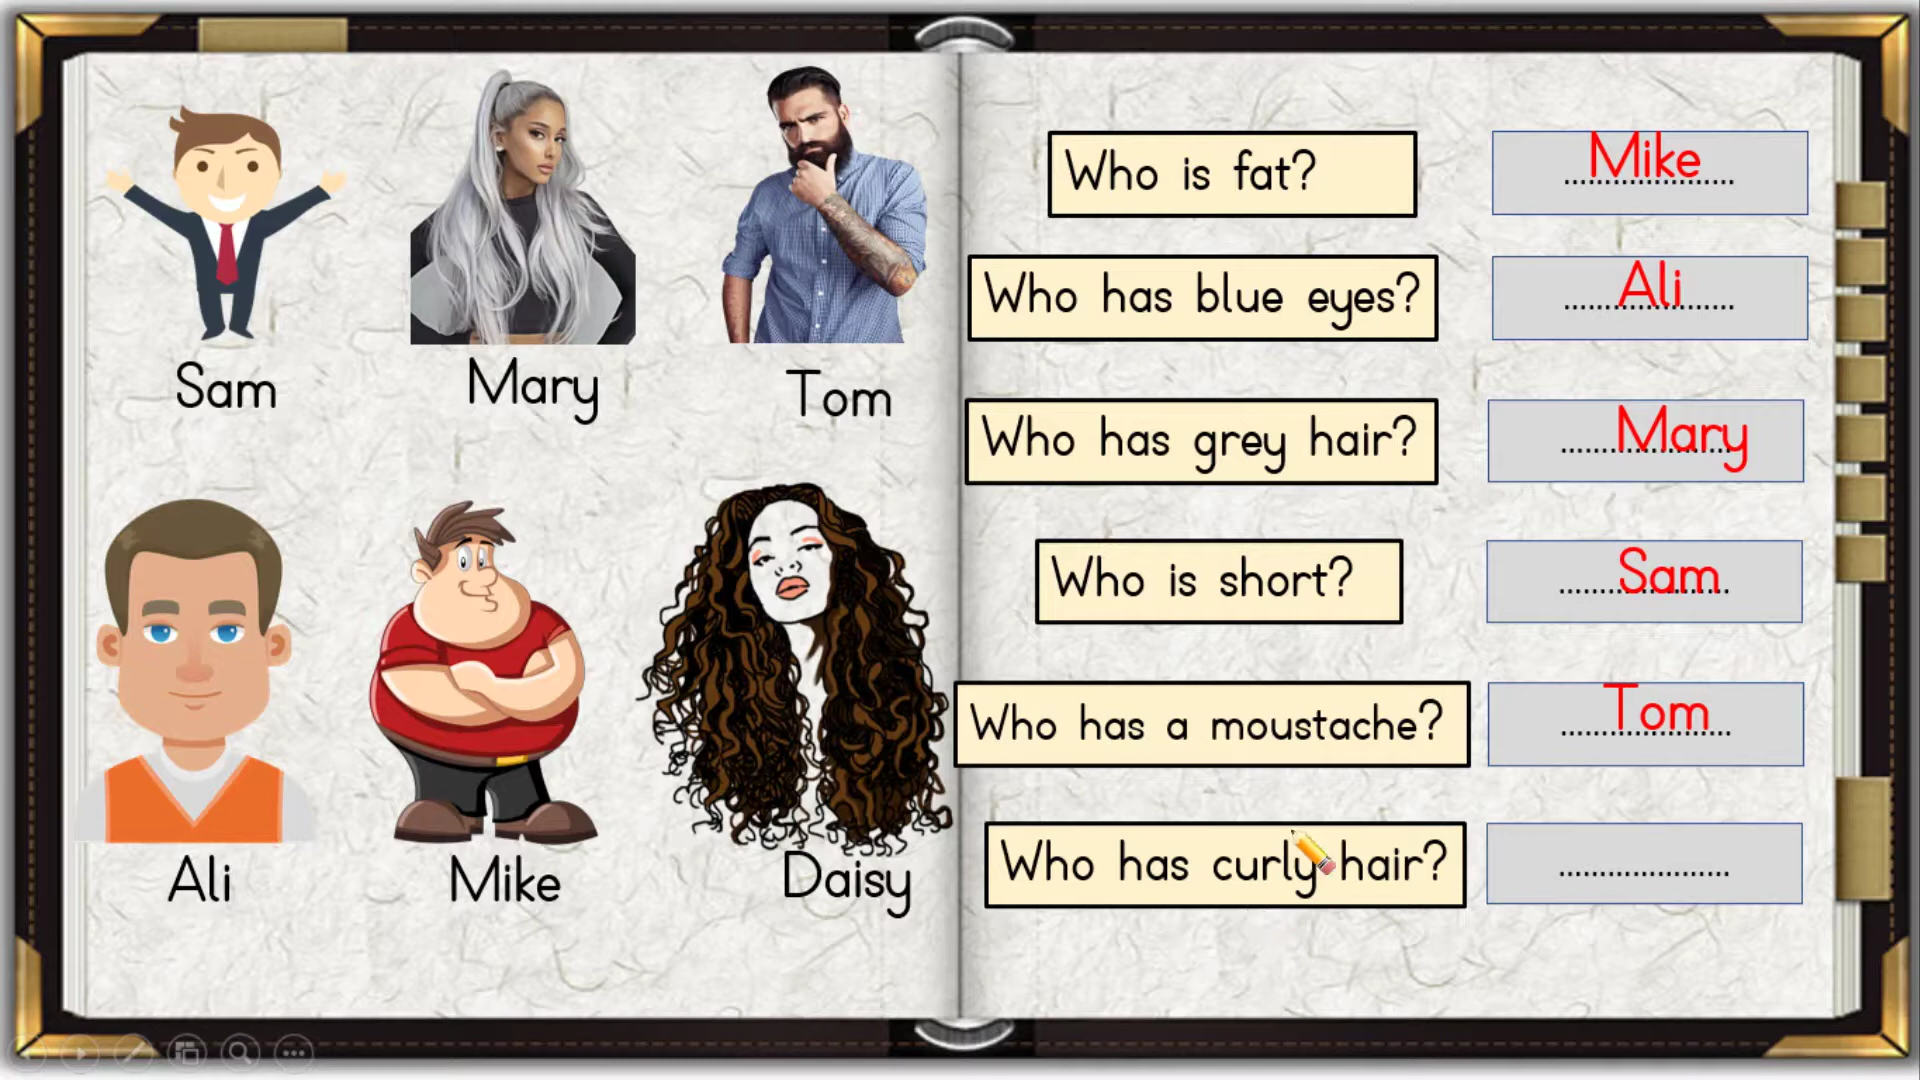 Sam
Mary
Tom
Ali
Mike
Daisy
Who is fat?
Mike
Who has blue eyes?
Ali
Who has grey hair?
Mary
Who is short?
Sam
Who has a moustache?
Tom
Who has curly hair?
....................